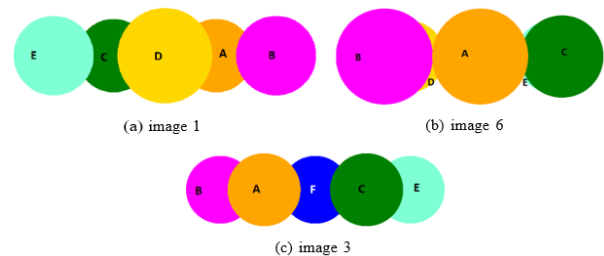 E C D A B
B D A E C
(a) image 1
(b) image 6
B A F C E
(c) image 3